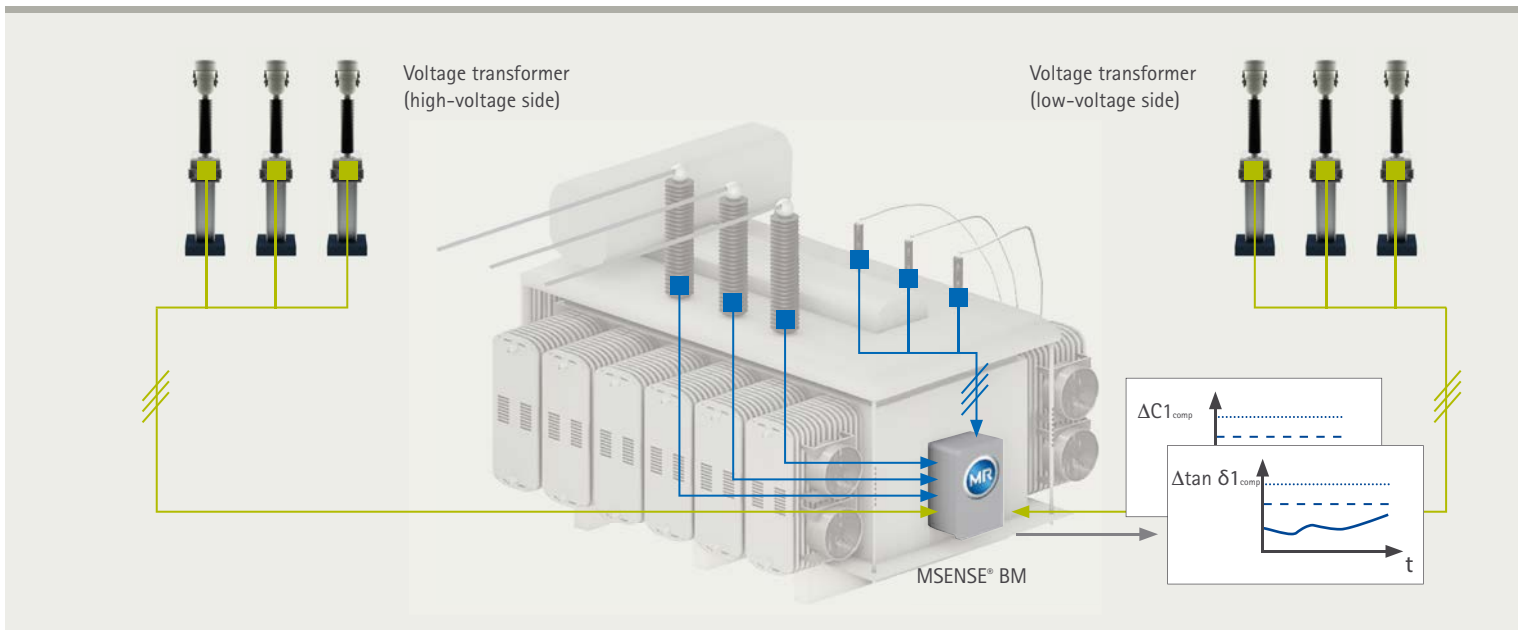 Voltage transformer
(high-voltage side)
Voltage transformer
(low-voltage side)
ΔC1comp
Δtan δ1comp
t
MR
MSENSE® BM